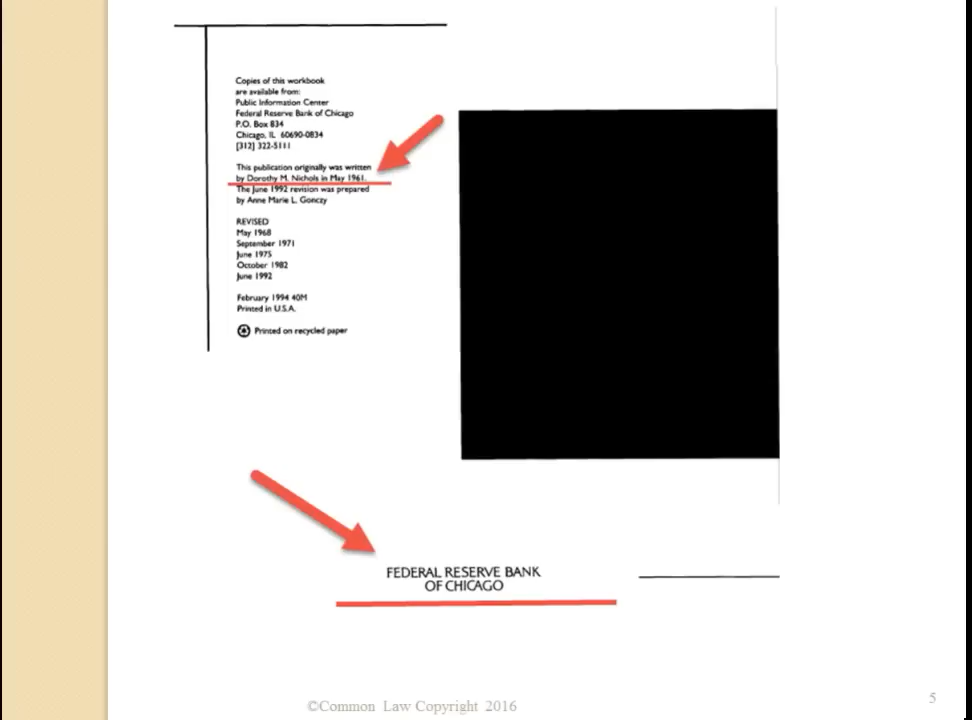 Copies of this workbook
are available from:
Public Information Center
Federal Reserve Bank of Chicago
P.O. Box 834
Chicago, IL 60690-0834
[312] 322-5111
This publication originally was written
by Dorothy M. Nichols in May 1961.
The June 1992 revision was prepared
by Anne Marie L. Gonczy
REVISED
May 1968
September 1971
June 1975
October 1982
June 1992
February 1994 40M
Printed in U.S.A.
Printed on recycled paper
FEDERAL RESERVE BANK
OF CHICAGO
©Common Law Copyright 2016
5